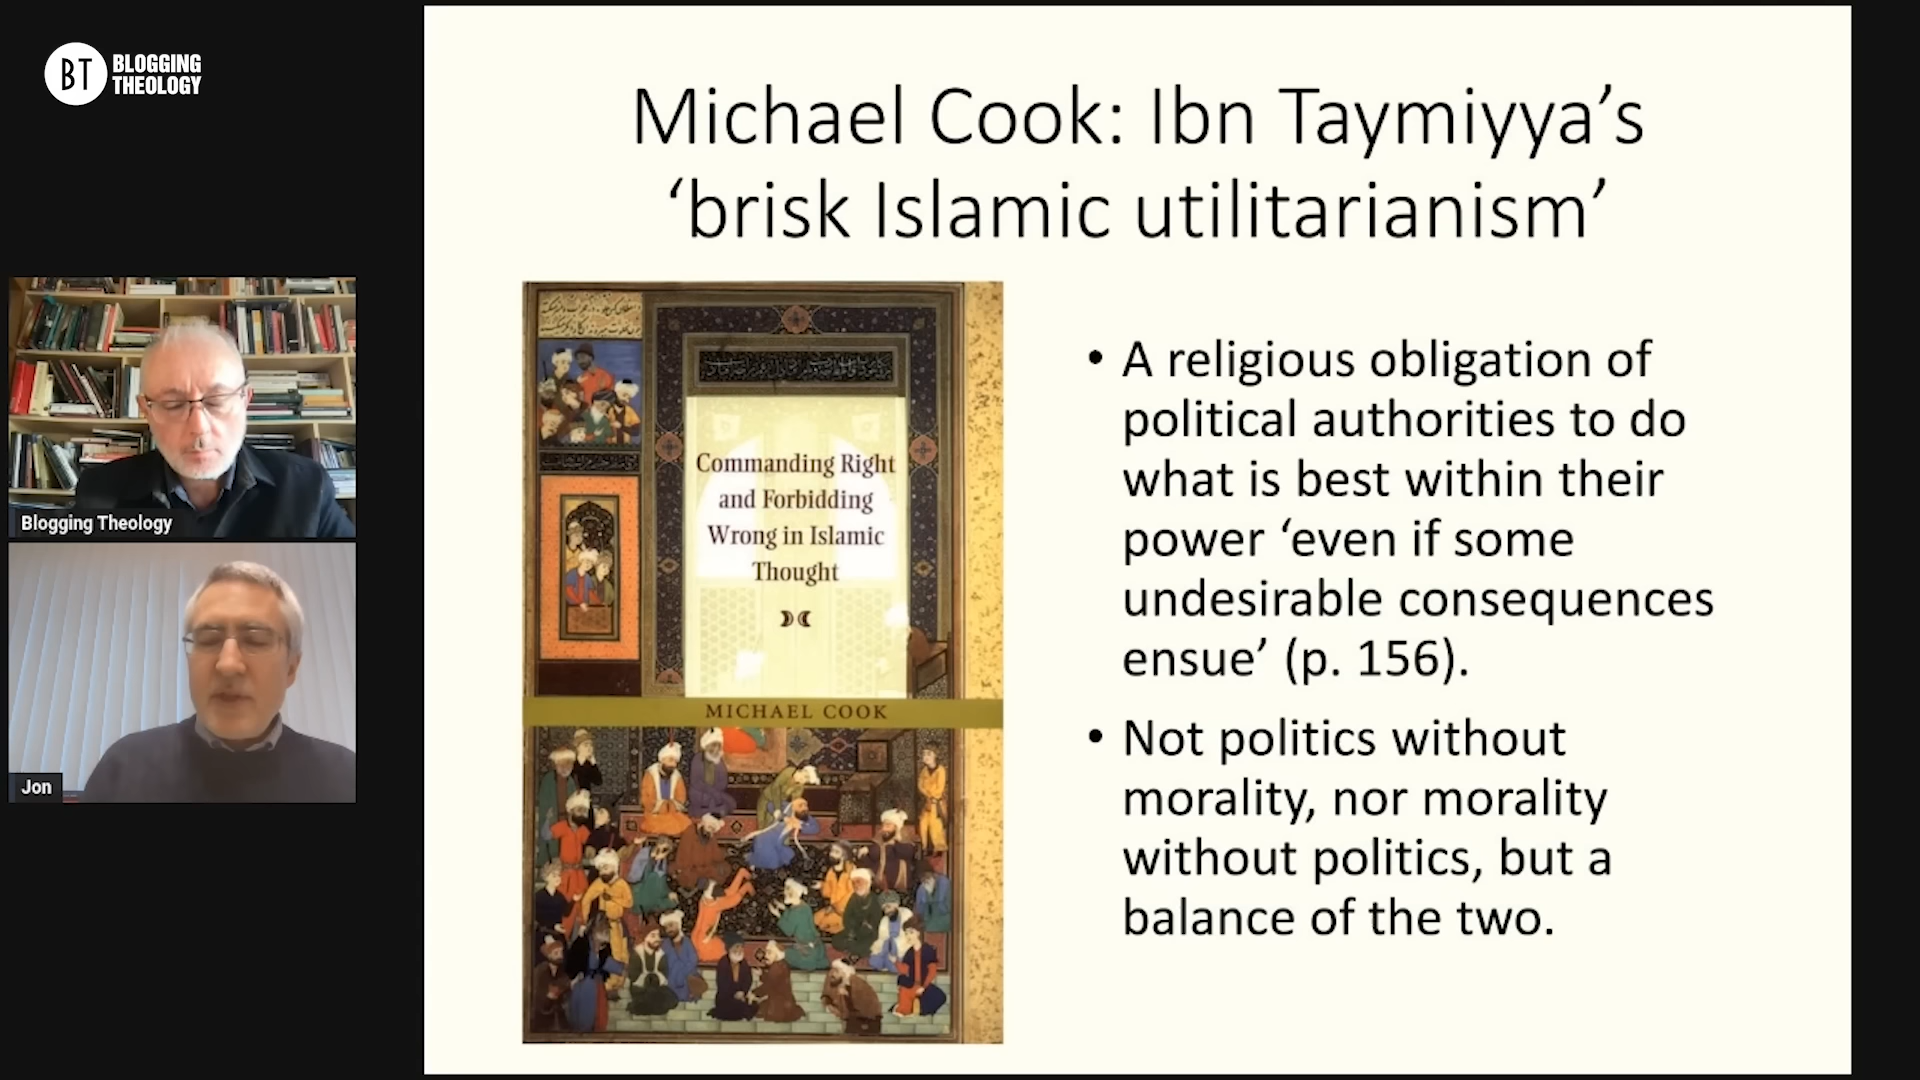 BT BLOGGING
THEOLOGY
Michael Cook: Ibn Taymiyya’s
‘brisk Islamic utilitarianism’
Commanding Right
and Forbidding
Wrong in Islamic
Thought
MICHAEL COOK
• A religious obligation of
political authorities to do
what is best within their
power ‘even if some
undesirable consequences
ensue’ (p. 156).
• Not politics without
morality, nor morality
without politics, but a
balance of the two.
Blogging Theology
Jon